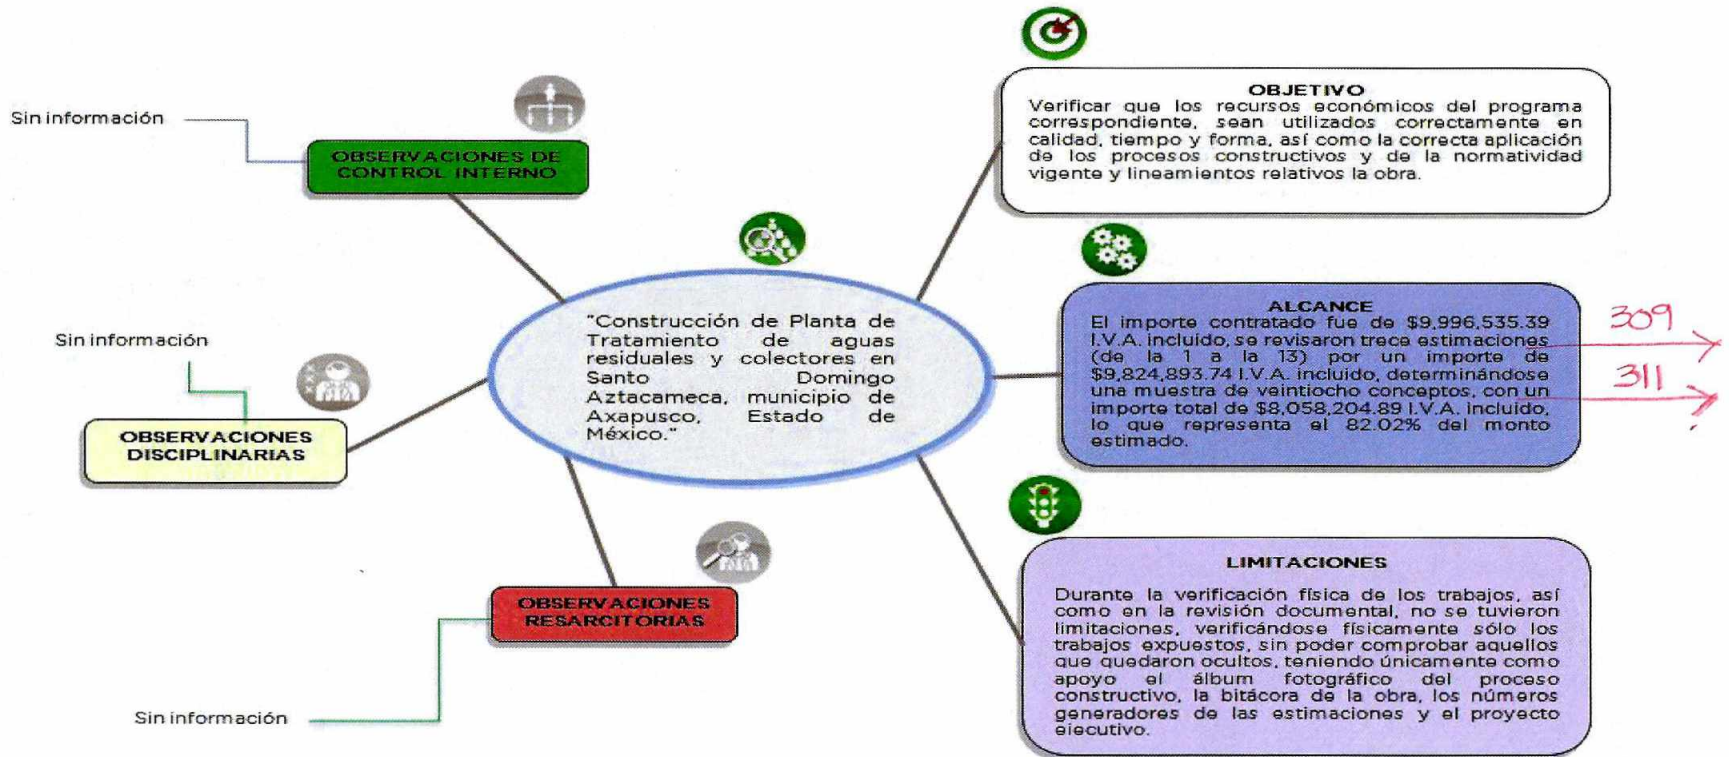 Sin información
OBSERVACIONES DE
CONTROL INTERNO
Sin información
OBSERVACIONES
DISCIPLINARIAS
OBSERVACIONES
RESARCITORIAS
Sin información
"Construcción de Planta de
Tratamiento de aguas
residuales y colectores en
Santo Domingo
Aztacameca, municipio de
Axapusco, Estado de
México."
OBJETIVO
Verificar que los recursos económicos del programa
correspondiente, sean utilizados correctamente en
calidad, tiempo y forma, así como la correcta aplicación
de los procesos constructivos y de la normatividad
vigente y lineamientos relativos la obra.
ALCANCE
El importe contratado fue de $9,996,535.39
I.V.A. incluido, se revisaron trece estimaciones
(de la 1 a la 13) por un importe de
$9,824,893.74 I.V.A. incluido, determinándose
una muestra de veintiocho conceptos, con un
importe total de $8,058,204.89 I.V.A. incluido,
lo que representa el 82.02% del monto
estimado.
309
311
LIMITACIONES
Durante la verificación física de los trabajos, así
como en la revisión documental, no se tuvieron
limitaciones, verificándose físicamente sólo los
trabajos expuestos, sin poder comprobar aquellos
que quedaron ocultos, teniendo únicamente como
apoyo el álbum fotográfico del proceso
constructivo, la bitácora de la obra, los números
generadores de las estimaciones y el proyecto
ejecutivo.